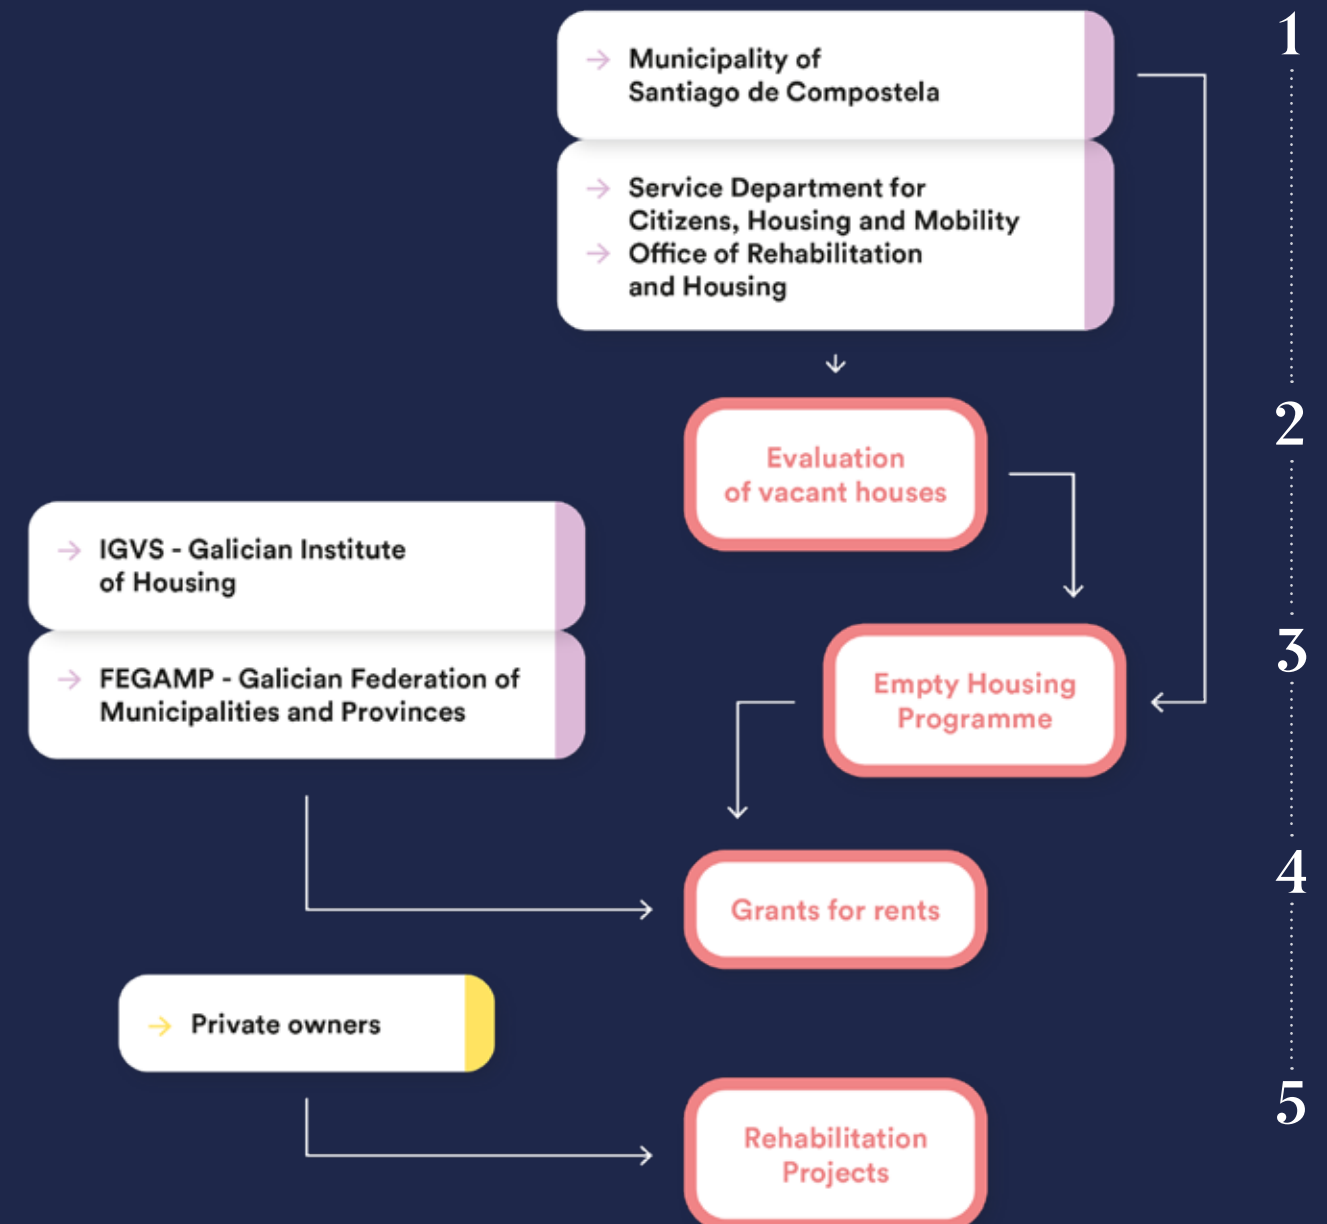 1
Municipality of
Santiago de Compostela
Service Department for
Citizens, Housing and Mobility
Office of Rehabilitation
and Housing
2
Evaluation
of vacant houses
IGVS - Galician Institute
of Housing
FEGAMP - Galician Federation of
Municipalities and Provinces
3
Empty Housing
Programme
4
Grants for rents
Private owners
5
Rehabilitation
Projects